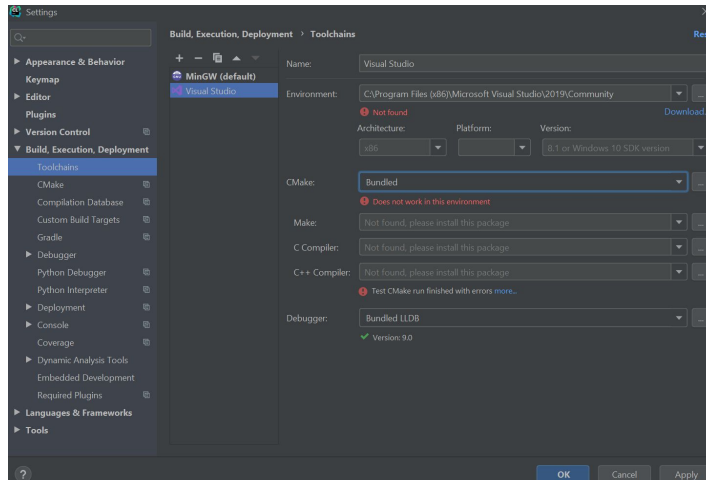 Settings
Build, Execution, Deployment › Toolchains
Res
Appearance & Behavior
Keymap
Editor
Plugins
Version Control
Build, Execution, Deployment
Toolchains
CMake
Compilation Database
Custom Build Targets
Gradle
Debugger
Python Debugger
Python Interpreter
Deployment
Console
Coverage
Dynamic Analysis Tools
Embedded Development
Required Plugins
Languages & Frameworks
Tools
MinGW (default)
Visual Studio
Name: Visual Studio
Environment: C:\Program Files (x86)\Microsoft Visual Studio\2019\Community
Not found Download
Architecture: Platform: Version:
x86 8.1 or Windows 10 SDK version
CMake: Bundled
Does not work in this environment
Make: Not found, please install this package
C Compiler: Not found, please install this package
C++ Compiler: Not found, please install this package
Test CMake run finished with errors more..
Debugger: Bundled LLDB
Version: 9.0
? OK Cancel Apply